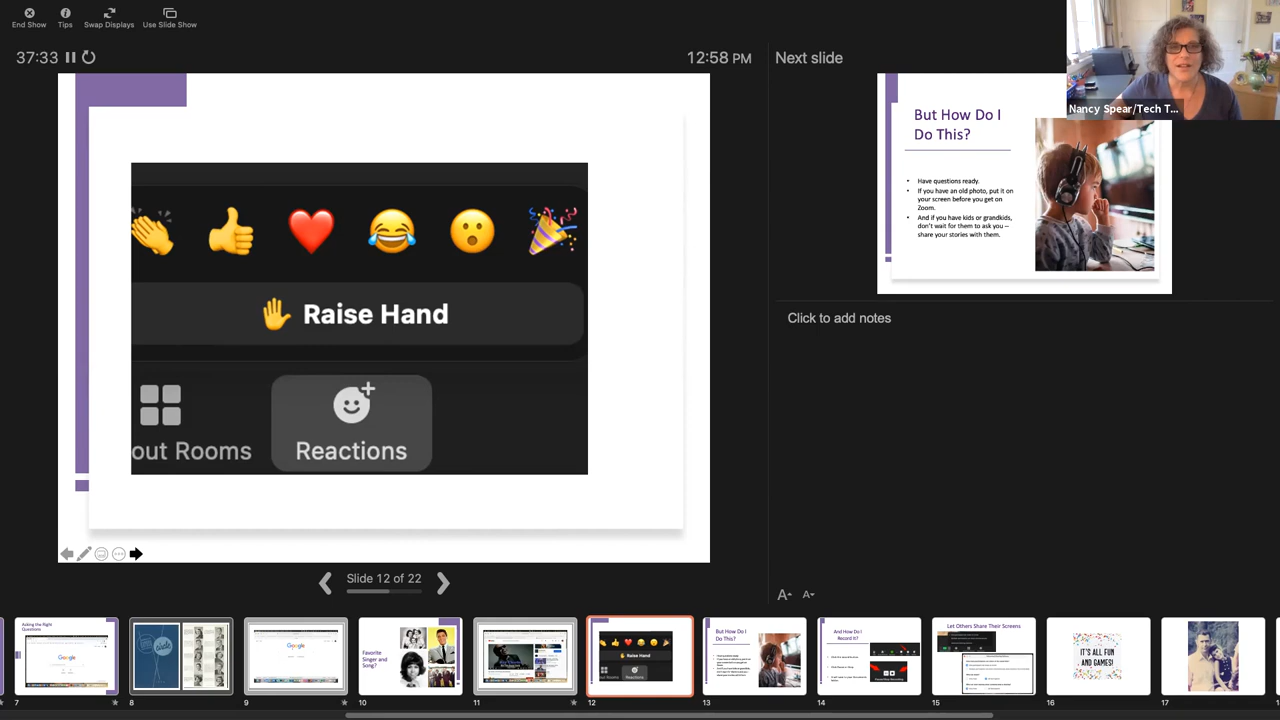 End Show
Tips
Swap Displays
Use Slide Show
37:33
12:58 PM
Next slide
Nancy Spear/Tech T...
Raise Hand
out Rooms
Reactions
But How Do I
Do This?
• Have questions ready.
• If you have an old photo, put it on
your screen before you get on
Zoom.
• And if you have kids or grandkids,
don't wait for them to ask you –
share your stories with them.
Click to add notes
Slide 12 of 22
A
A
Asking the Right
Questions
Google
Google
Favorite
Singer and
Song?
Raise Hand
Reactions
But How Do I
Do This?
And How Do I
Record It?
Let Others Share Their Screens
IT'S ALL FUN
AND GAMES!
7
8
9
10
11
12
13
14
15
16
17